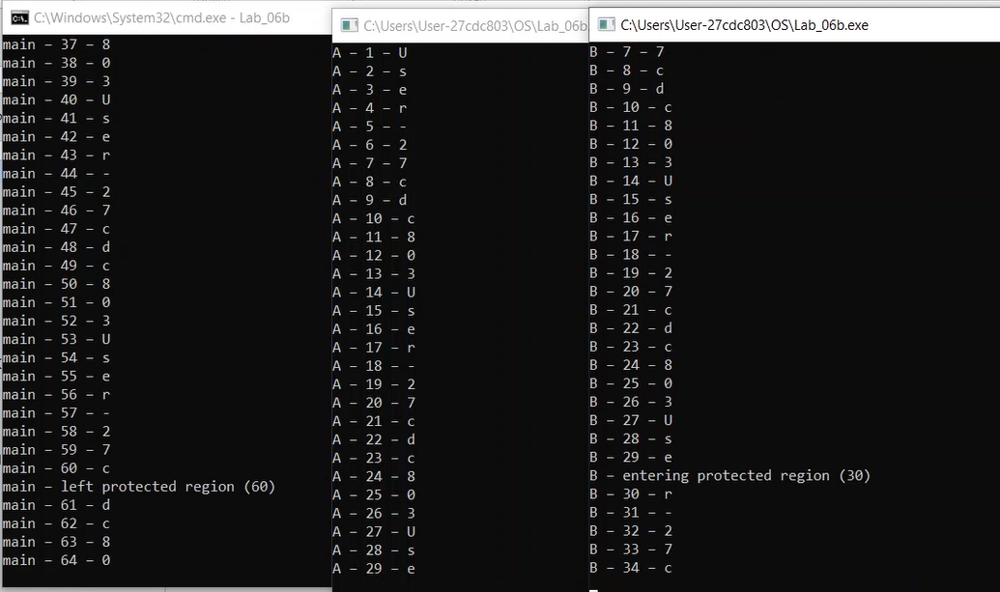 C:\Windows\System32\cmd.exe - Lab_06b
main - 37 - 8
main - 38 - 0
main - 39 - 3
main - 40 - U
main - 41 - s
main - 42 - e
main - 43 - r
main - 44 - -
main - 45 - 2
main - 46 - 7
main - 47 - c
main - 48 - d
main - 49 - c
main - 50 - 8
main - 51 - 0
main - 52 - 3
main - 53 - U
main - 54 - s
main - 55 - e
main - 56 - r
main - 57 - -
main - 58 - 2
main - 59 - 7
main - 60 - c
main - left protected region (60)
main - 61 - d
main - 62 - c
main - 63 - 8
main - 64 - 0
C:\Users\User-27cdc803\OS\Lab_06b
A - 1 - U
A - 2 - s
A - 3 - e
A - 4 - r
A - 5 - -
A - 6 - 2
A - 7 - 7
A - 8 - c
A - 9 - d
A - 10 - c
A - 11 - 8
A - 12 - 0
A - 13 - 3
A - 14 - U
A - 15 - s
A - 16 - e
A - 17 - r
A - 18 - -
A - 19 - 2
A - 20 - 7
A - 21 - c
A - 22 - d
A - 23 - c
A - 24 - 8
A - 25 - 0
A - 26 - 3
A - 27 - U
A - 28 - s
A - 29 - e
C:\Users\User-27cdc803\OS\Lab_06b.exe
B - 7 - 7
B - 8 - c
B - 9 - d
B - 10 - c
B - 11 - 8
B - 12 - 0
B - 13 - 3
B - 14 - U
B - 15 - s
B - 16 - e
B - 17 - r
B - 18 - -
B - 19 - 2
B - 20 - 7
B - 21 - c
B - 22 - d
B - 23 - c
B - 24 - 8
B - 25 - 0
B - 26 - 3
B - 27 - U
B - 28 - s
B - 29 - e
B - entering protected region (30)
B - 30 - r
B - 31 - -
B - 32 - 2
B - 33 - 7
B - 34 - c